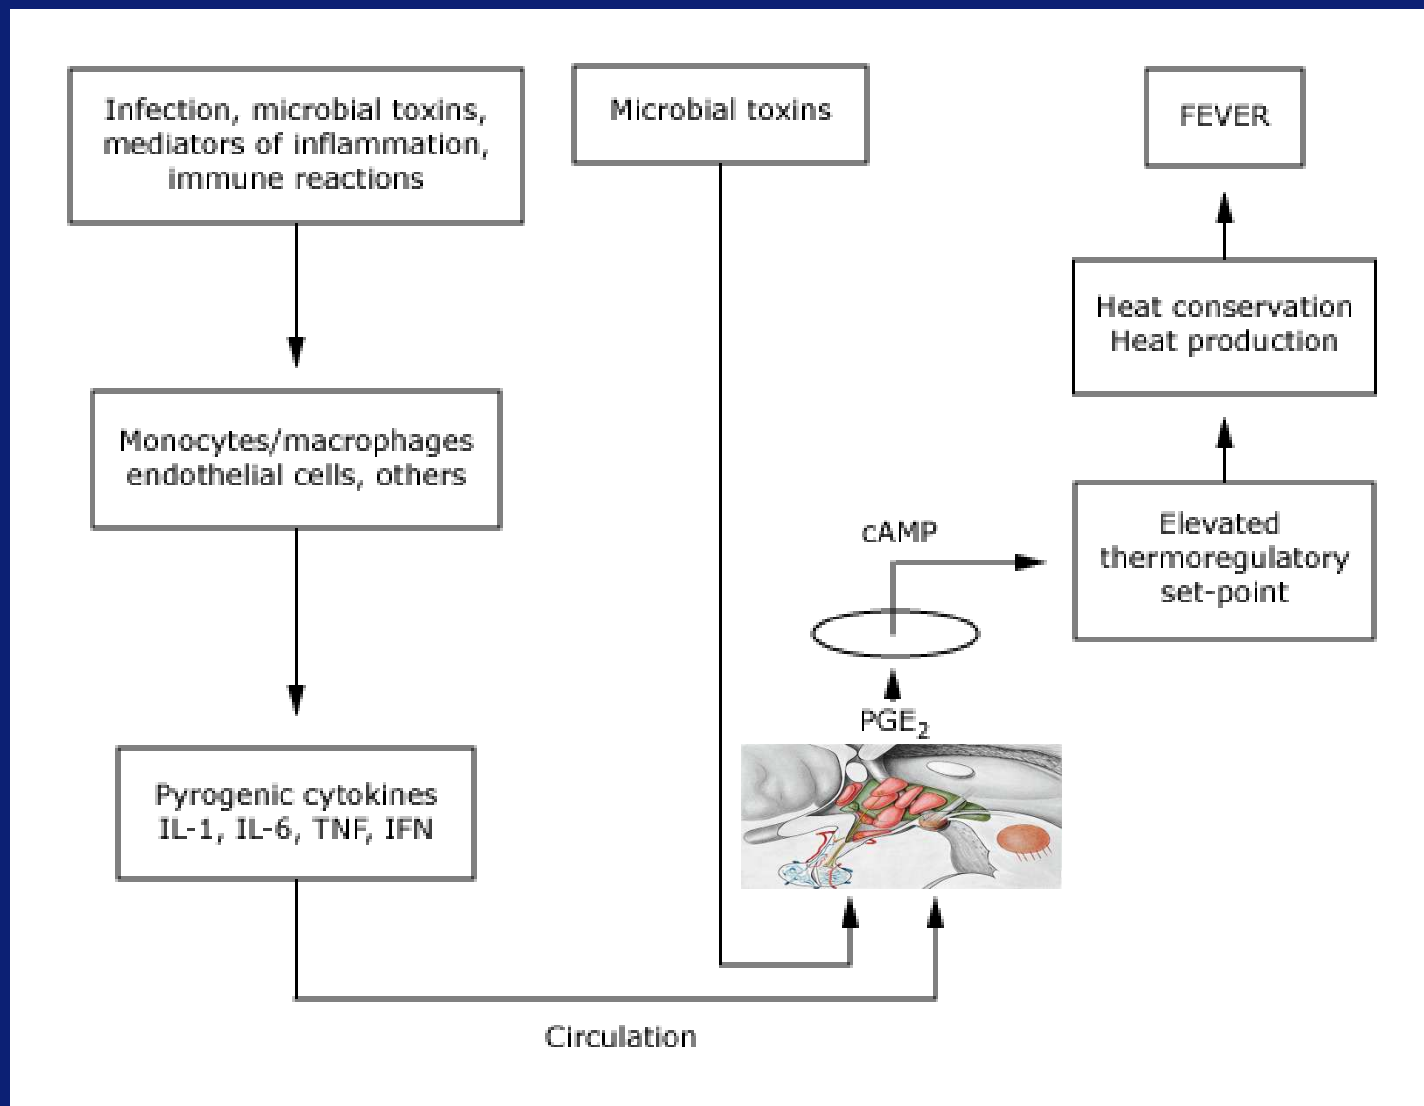 Infection, microbial toxins,
mediators of inflammation,
immune reactions
Microbial toxins
FEVER
Heat conservation
Heat production
Monocytes/macrophages
endothelial cells, others
Elevated
thermoregulatory
set-point
cAMP
PGE₂
Pyrogenic cytokines
IL-1, IL-6, TNF, IFN
Circulation